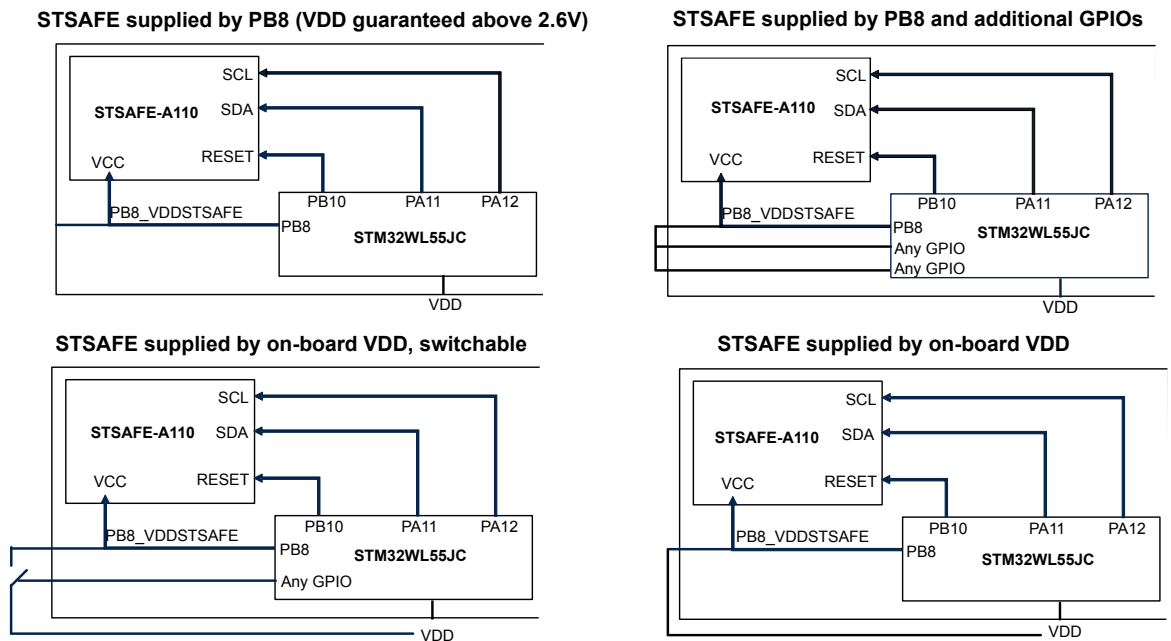 STSAFE supplied by PB8 (VDD guaranteed above 2.6V)
SCL
STSAFE-A110
SDA
RESET
VCC
PB10
PA11
PA12
PB8_VDDSTSAFE
PB8
STM32WL55JC
VDD
STSAFE supplied by PB8 and additional GPIOs
SCL
STSAFE-A110
SDA
RESET
VCC
PB10
PA11
PA12
PB8_VDDSTSAFE
PB8
STM32WL55JC
Any GPIO
Any GPIO
VDD
STSAFE supplied by on-board VDD, switchable
SCL
STSAFE-A110
SDA
RESET
VCC
PB10
PA11
PA12
PB8_VDDSTSAFE
PB8
STM32WL55JC
Any GPIO
VDD
STSAFE supplied by on-board VDD
SCL
STSAFE-A110
SDA
RESET
VCC
PB10
PA11
PA12
PB8_VDDSTSAFE
PB8
STM32WL55JC
VDD